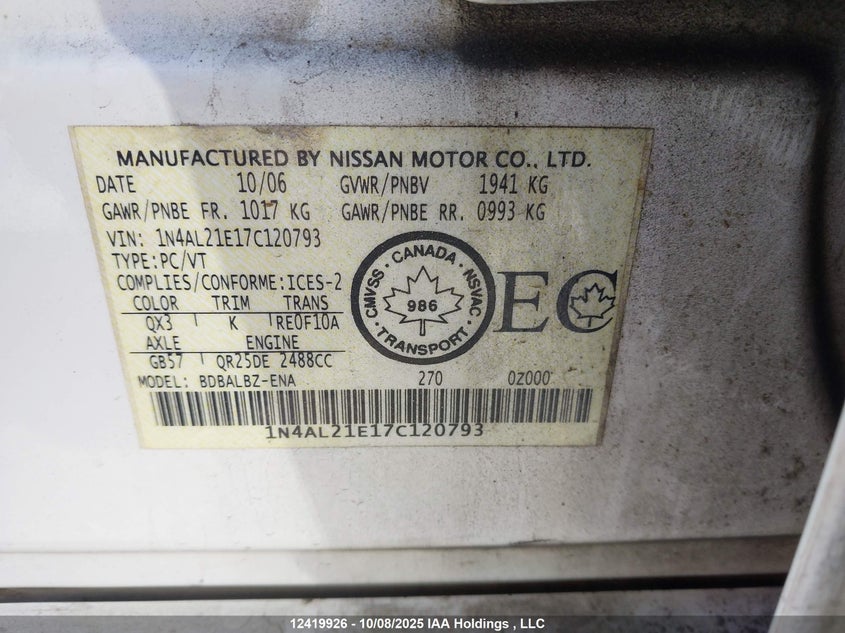 MANUFACTURED BY NISSAN MOTOR CO., LTD.
DATE 10/06 GVWR/PNBV 1941 KG
GAWR/PNBE FR. 1017 KG GAWR/PNBE RR. 0993 KG
VIN: 1N4AL21E17C120793
TYPE:PC/VT
COMPLIES/CONFORME:ICES-2
COLOR TRIM TRANS
QX3 K RE0F10A
AXLE ENGINE
GB57 QR25DE 2488CC
MODEL: BDBALBZ-ENA 270 0Z000
CMVSS · CANADA · NSVAC
986
· TRANSPORT ·
EC
1N4AL21E17C120793
12419926 - 10/08/2025 IAA Holdings , LLC